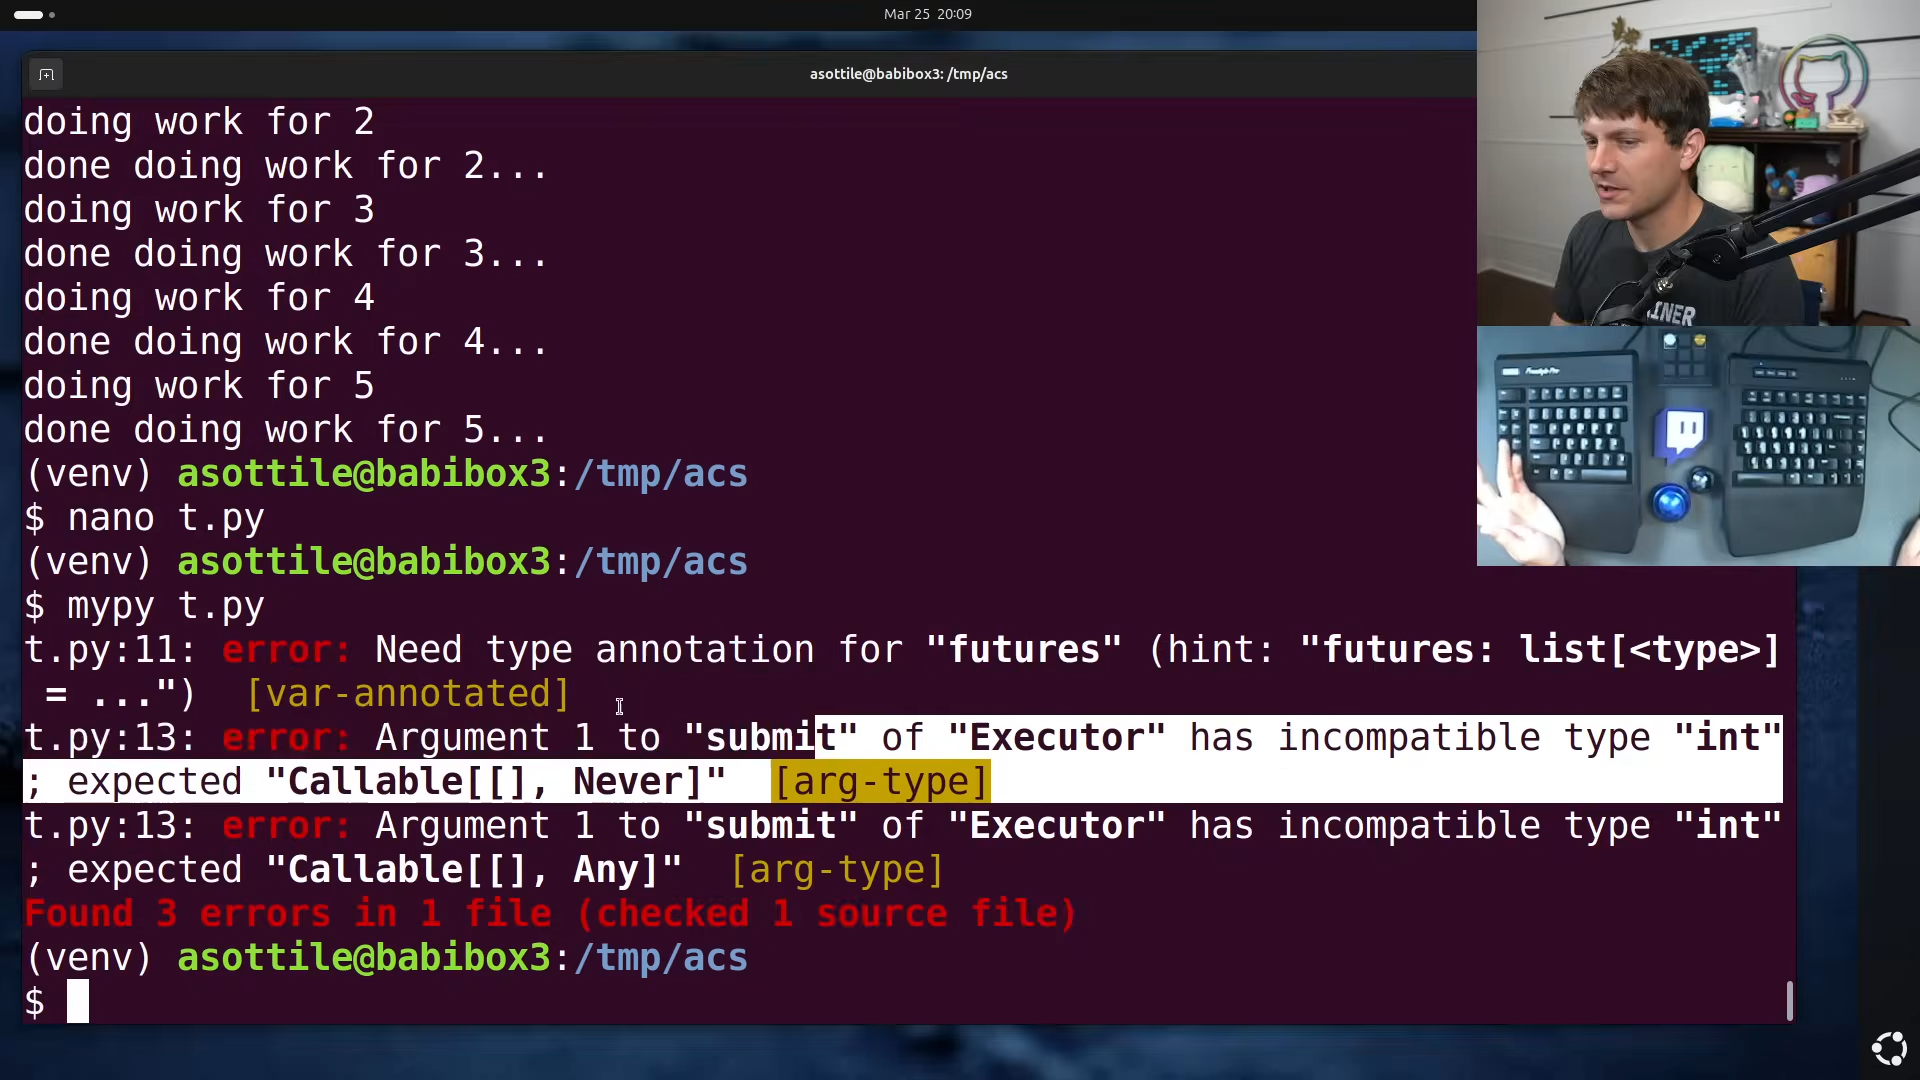 Mar 25 20:09
asottile@babibox3: /tmp/acs
doing work for 2
done doing work for 2...
doing work for 3
done doing work for 3...
doing work for 4
done doing work for 4...
doing work for 5
done doing work for 5...
(venv) asottile@babibox3:/tmp/acs
$ nano t.py
(venv) asottile@babibox3:/tmp/acs
$ mypy t.py
t.py:11: error: Need type annotation for "futures" (hint: "futures: list[<type>]
 = ...")  [var-annotated]
t.py:13: error: Argument 1 to "submit" of "Executor" has incompatible type "int"
; expected "Callable[[], Never]"  [arg-type]
t.py:13: error: Argument 1 to "submit" of "Executor" has incompatible type "int"
; expected "Callable[[], Any]"  [arg-type]
Found 3 errors in 1 file (checked 1 source file)
(venv) asottile@babibox3:/tmp/acs
$
INER
Freestyle Pro